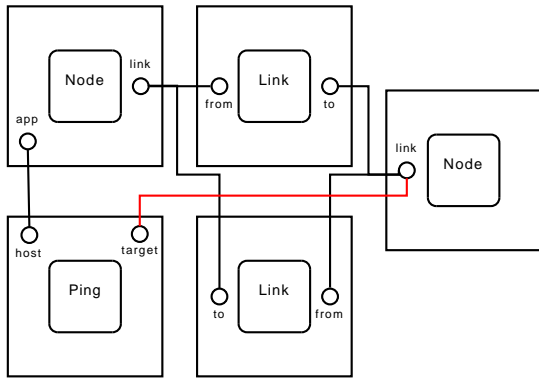 Node
link
app
Link
from
to
link
Node
host
target
Ping
Link
to
from